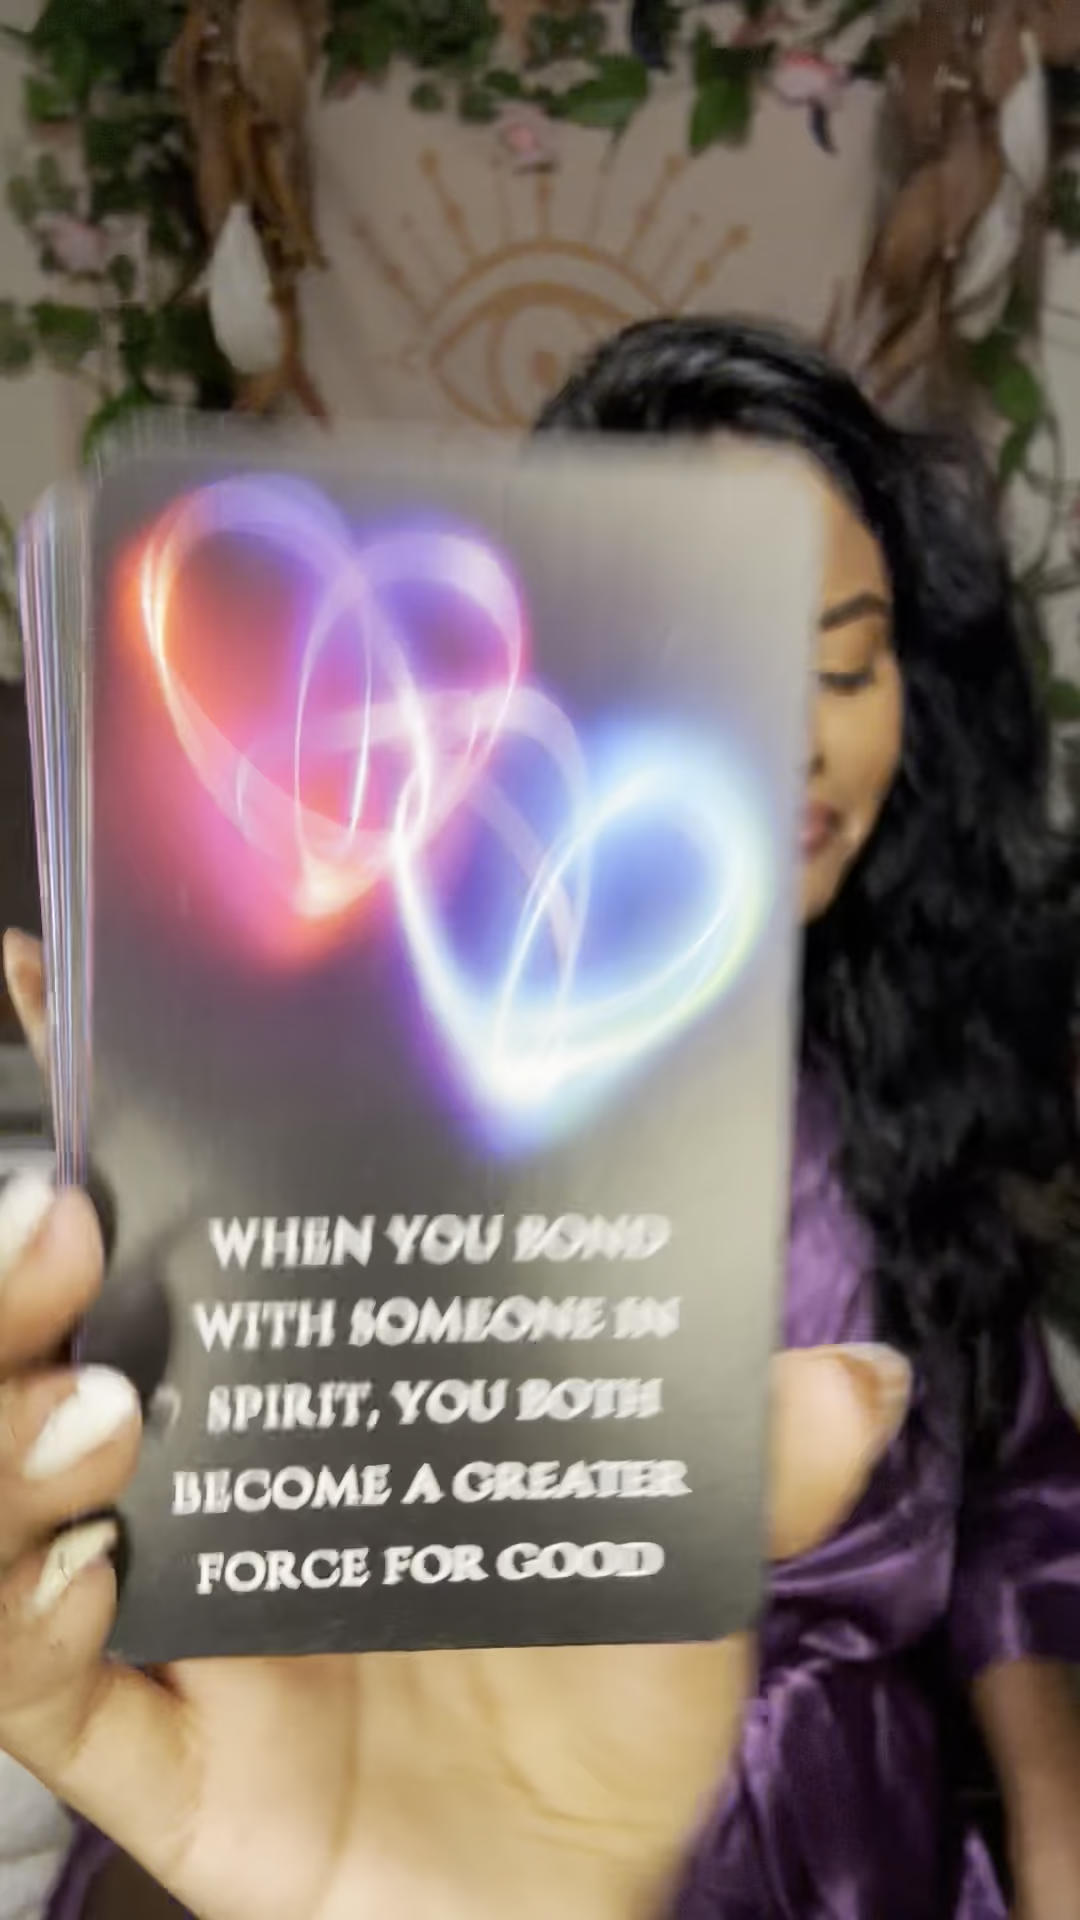 WHEN YOU BOND
WITH SOMEONE IN
SPIRIT, YOU BOTH
BECOME A GREATER
FORCE FOR GOOD